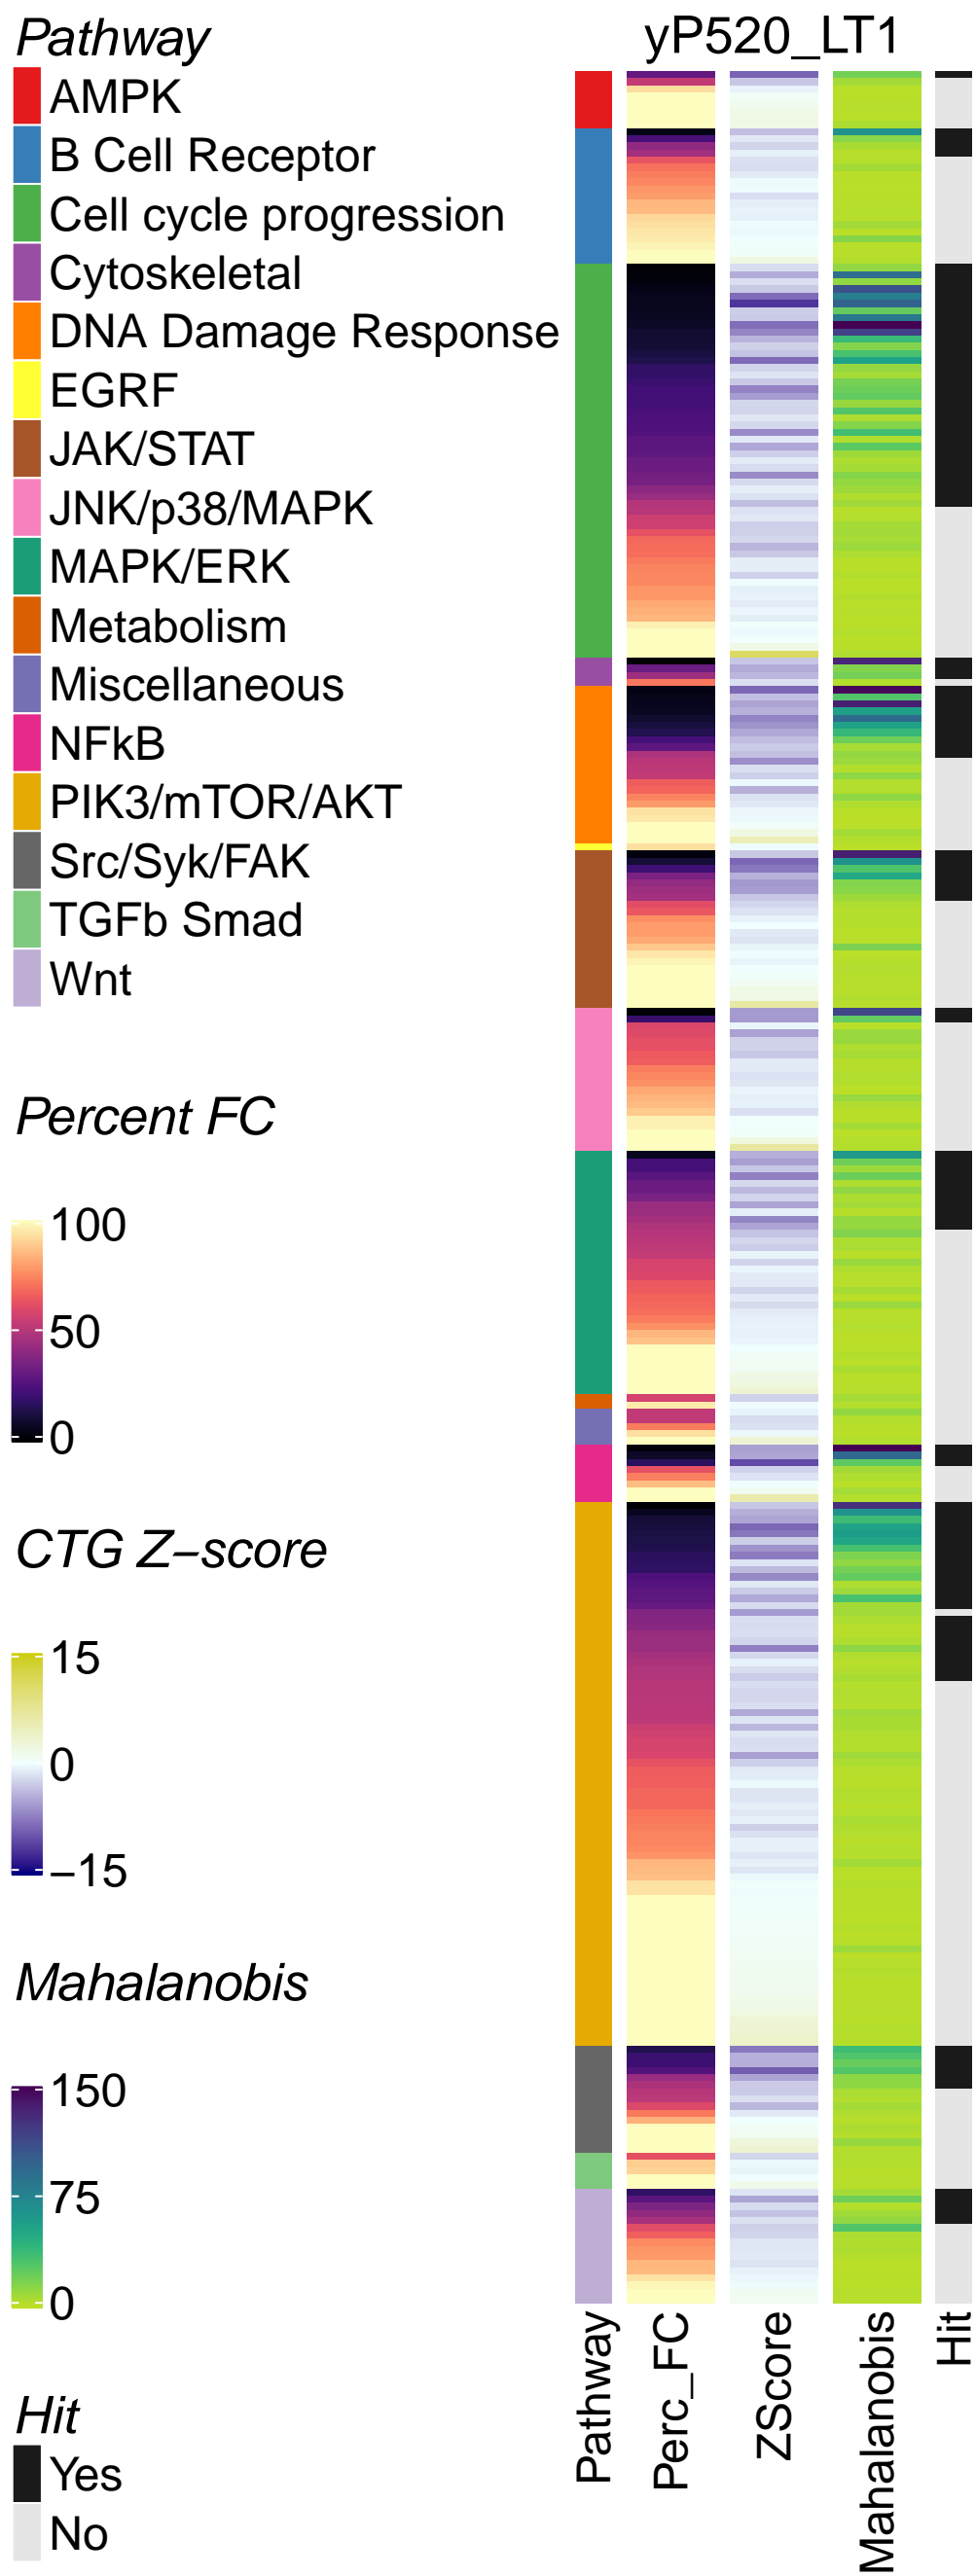 Pathway
yP520_LT1
AMPK
B Cell Receptor
Cell cycle progression
Cytoskeletal
DNA Damage Response
EGRF
JAK/STAT
JNK/p38/MAPK
MAPK/ERK
Metabolism
Miscellaneous
NFkB
PIK3/mTOR/AKT
Src/Syk/FAK
TGFb Smad
Wnt
Percent FC
100
50
0
CTG Z−score
15
0
−15
Mahalanobis
150
75
0
Hit
Yes
No
Pathway
Perc_FC
ZScore
Mahalanobis
Hit